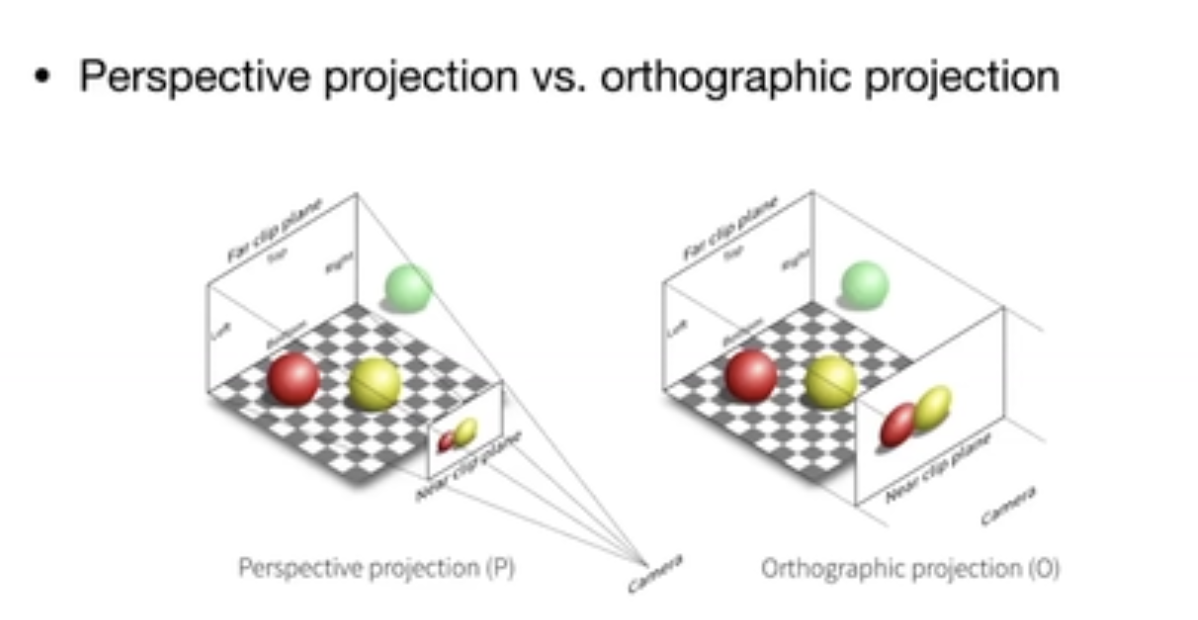 • Perspective projection vs. orthographic projection
Far clip plane
Top
Right
Left
Bottom
Near clip plane
Camera
Perspective projection (P)
Far clip plane
Top
Right
Left
Bottom
Near clip plane
Camera
Orthographic projection (O)